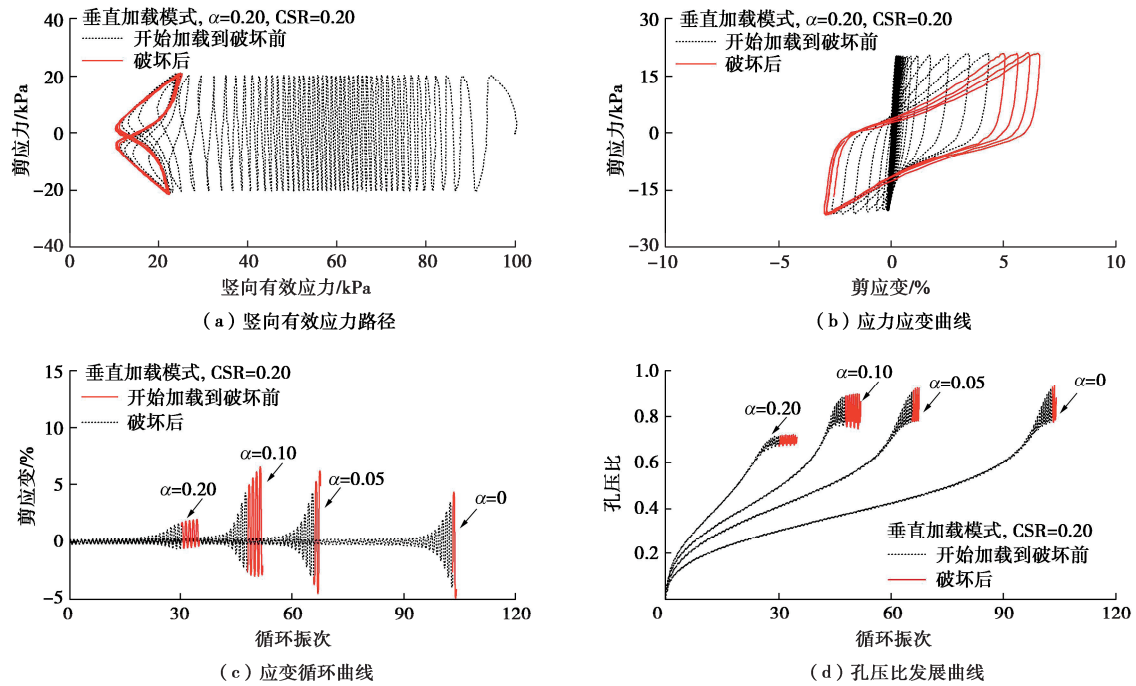 垂直加载模式, α=0.20, CSR=0.20
开始加载到破坏前
破坏后
剪应力/kPa
40
20
0
−20
−40
0
20
40
60
80
100
竖向有效应力/kPa
(a)竖向有效应力路径
垂直加载模式, α=0.20, CSR=0.20
开始加载到破坏前
破坏后
剪应力/kPa
30
15
0
−15
−30
−10
−5
0
5
10
剪应变/%
(b)应力应变曲线
垂直加载模式, CSR=0.20
开始加载到破坏前
破坏后
剪应变/%
15
10
5
0
−5
α=0.20
α=0.10
α=0.05
α=0
0
30
60
90
120
循环振次
(c)应变循环曲线
孔压比
1.0
0.8
0.6
0.4
0.2
α=0.20
α=0.10
α=0.05
α=0
垂直加载模式, CSR=0.20
开始加载到破坏前
破坏后
0
30
60
90
120
循环振次
(d)孔压比发展曲线